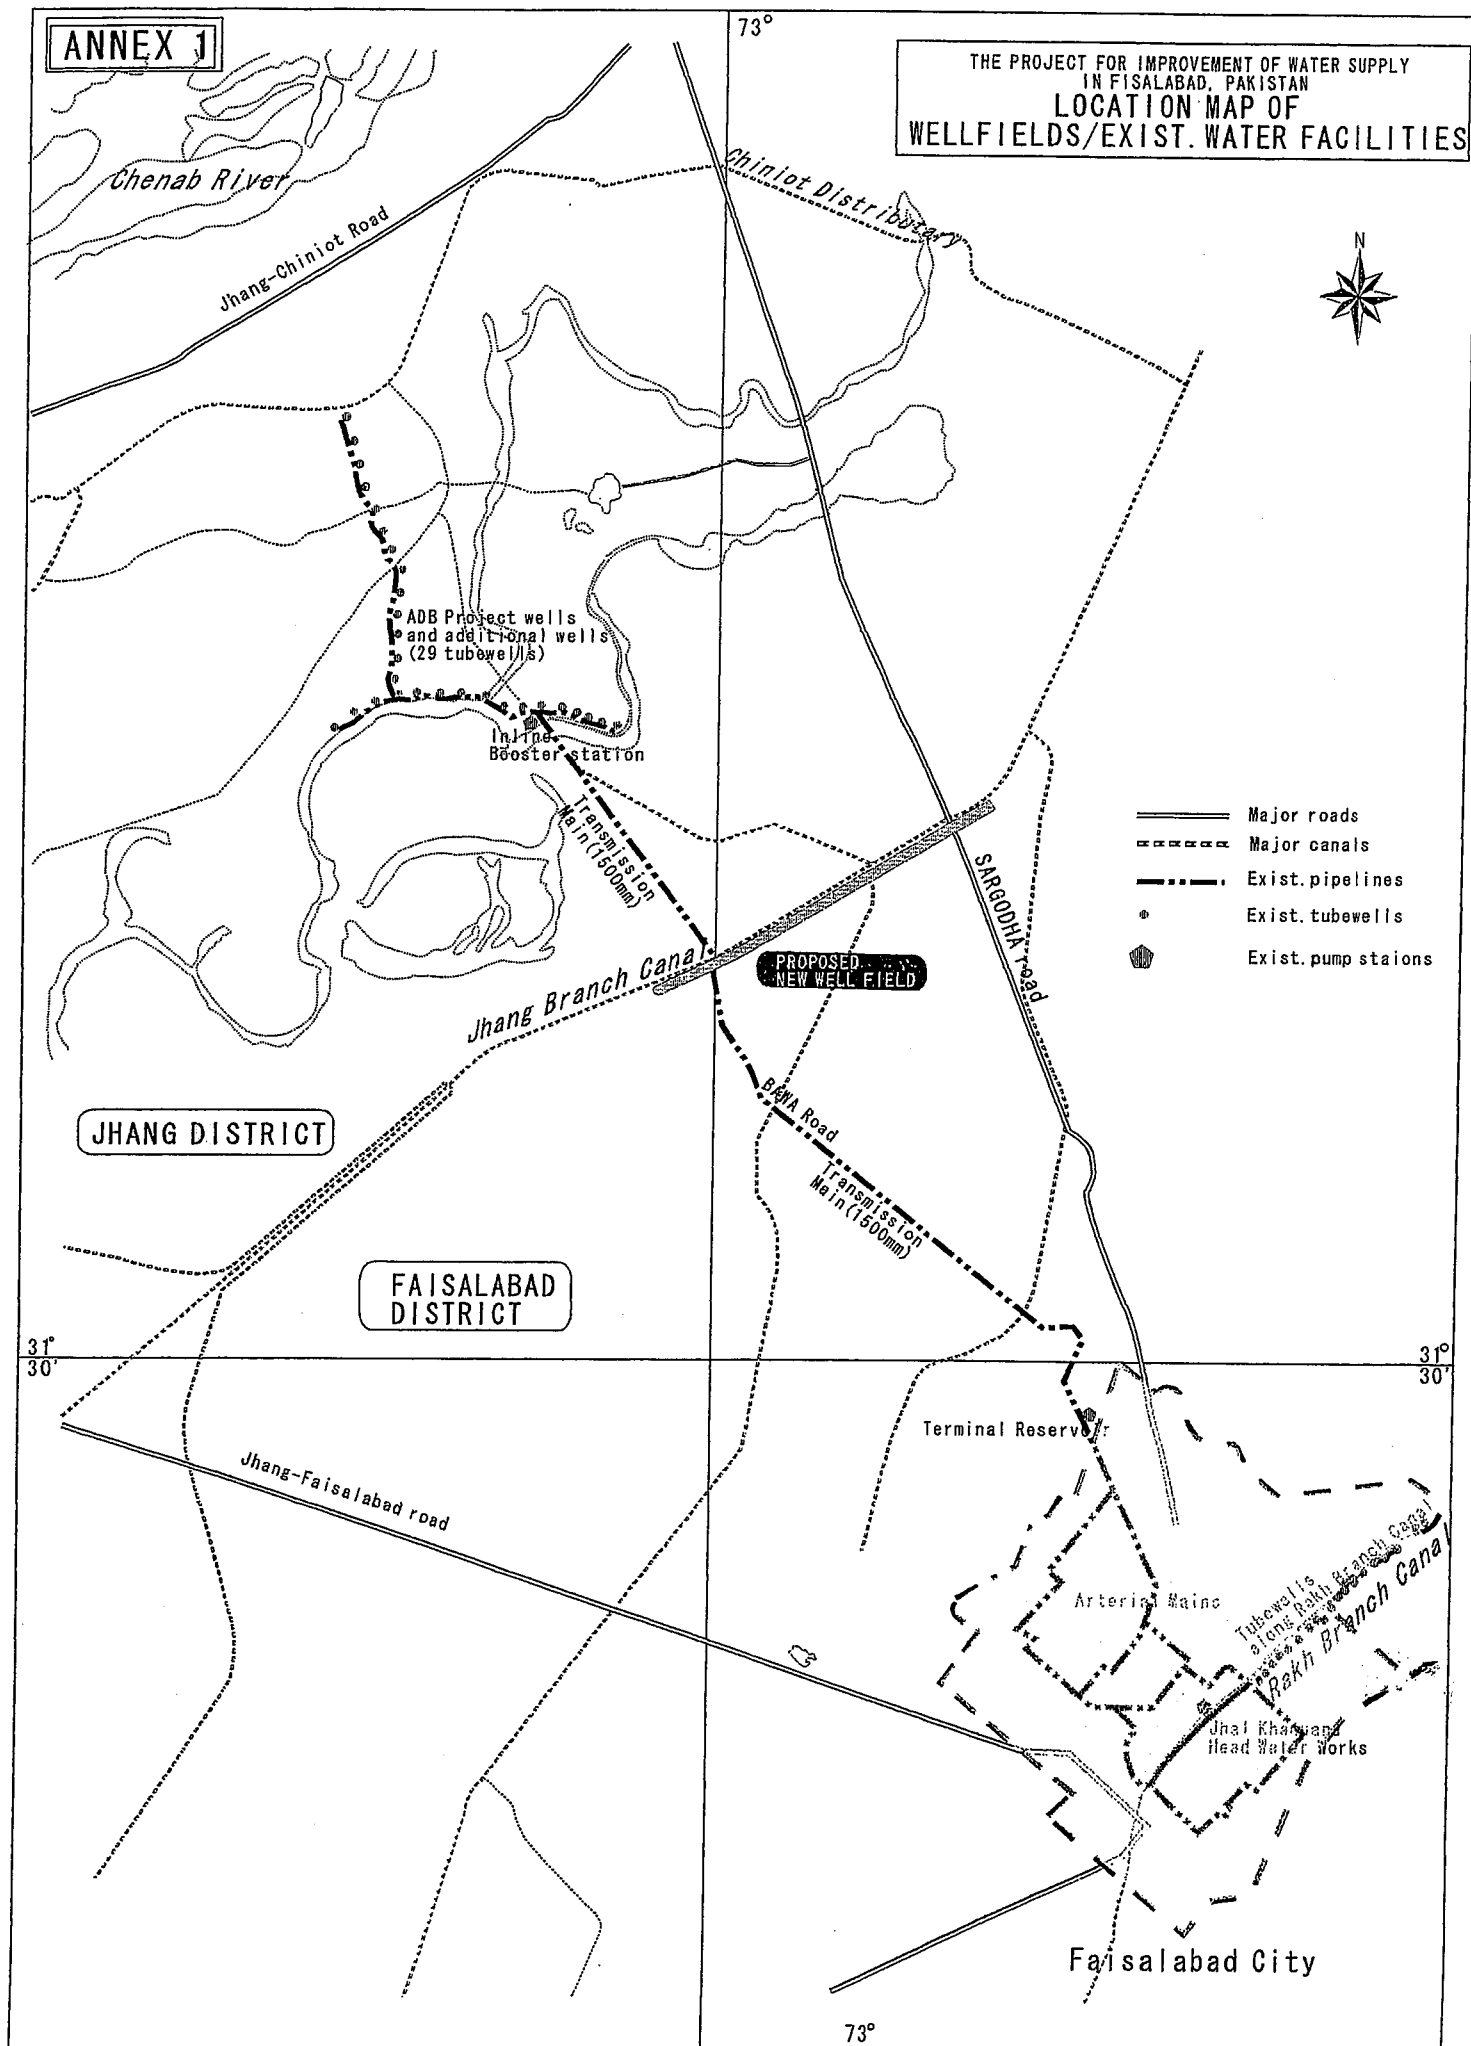 ANNEX 1
73°
THE PROJECT FOR IMPROVEMENT OF WATER SUPPLY
IN FISALABAD, PAKISTAN
LOCATION MAP OF
WELLFIELDS/EXIST. WATER FACILITIES
Chenab River
Chiniot Distributary
Jhang-Chiniot Road
N
ADB Project wells
and additional wells
(29 tubewells)
Inline
Booster station
Transmission
Main(1500mm)
Major roads
Major canals
Exist. pipelines
Exist. tubewells
Exist. pump staions
SARGODHA road
Jhang Branch Canal
PROPOSED
NEW WELL FIELD
BAWA Road
Transmission
Main(1500mm)
JHANG DISTRICT
FAISALABAD
DISTRICT
31°
30'
31°
30'
Terminal Reservoir
Jhang-Faisalabad road
Arterial Mains
Tubewells
along Rakh Branch Canal
Rakh Branch Canal
Jhal Khanuana
Head Water Works
Faisalabad City
73°